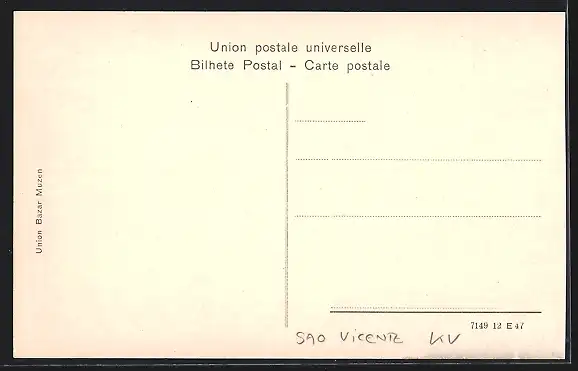 Union postale universelle
Bilhete Postal - Carte postale
Union Bazar Muzen
7149 12 E 47
SAO VICENTE KV